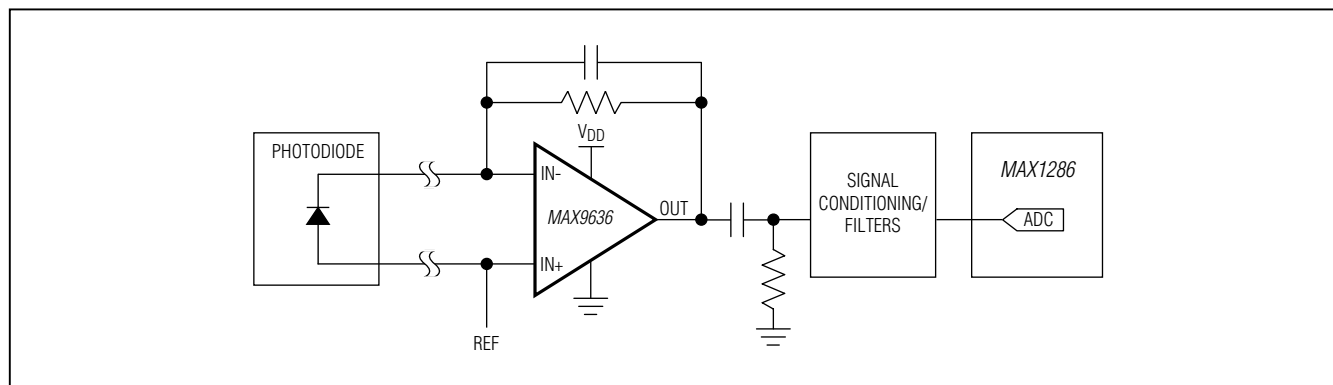 PHOTODIODE
V_DD
IN-
MAX9636
OUT
IN+
REF
SIGNAL
CONDITIONING/
FILTERS
MAX1286
ADC